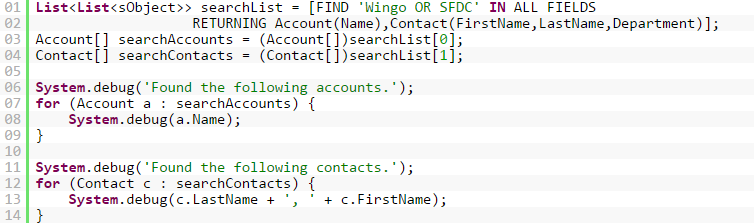 01 List<List<sObject>> searchList = [FIND 'Wingo OR SFDC' IN ALL FIELDS
02                    RETURNING Account(Name),Contact(FirstName,LastName,Department)];
03 Account[] searchAccounts = (Account[])searchList[0];
04 Contact[] searchContacts = (Contact[])searchList[1];
05
06 System.debug('Found the following accounts.');
07 for (Account a : searchAccounts) {
08     System.debug(a.Name);
09 }
10
11 System.debug('Found the following contacts.');
12 for (Contact c : searchContacts) {
13     System.debug(c.LastName + ', ' + c.FirstName);
14 }